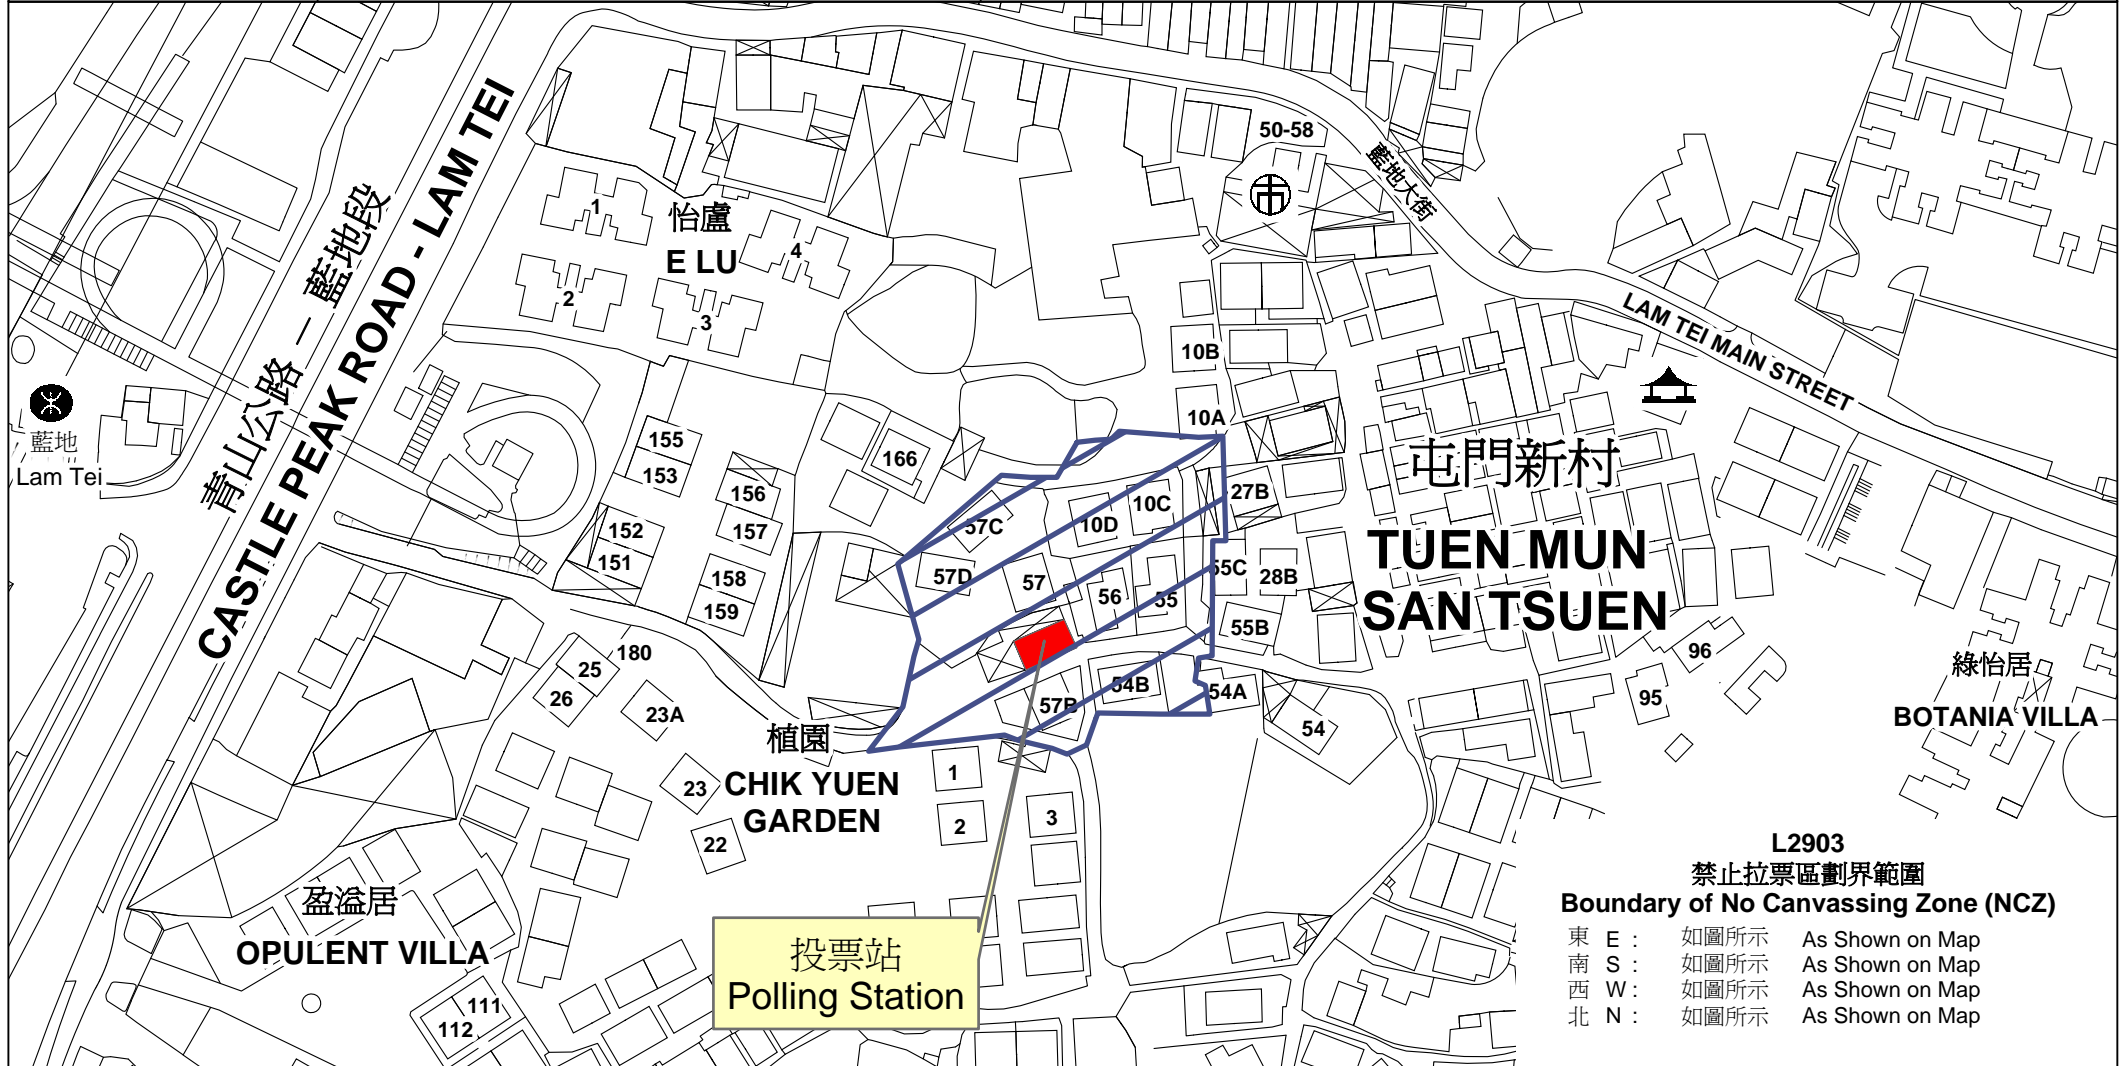 50-58
藍地大街
市
1
怡廬
4
E LU
2
3
青山公路 － 藍地段
CASTLE PEAK ROAD - LAM TEI
LAM TEI MAIN STREET
10B
10A
藍地
Lam Tei
155
153
166
156
157
152
151
158
159
屯門新村
TUEN MUN
SAN TSUEN
27B
10C
10D
57C
57D
57
56
55
55C
28B
55B
180
25
26
23A
54B
54A
57B
54
96
95
綠怡居
BOTANIA VILLA
植園
CHIK YUEN
GARDEN
23
22
1
2
3
盈溢居
OPULENT VILLA
111
112
投票站
Polling Station
L2903
禁止拉票區劃界範圍
Boundary of No Canvassing Zone (NCZ)
東 E : 如圖所示 As Shown on Map
南 S : 如圖所示 As Shown on Map
西 W : 如圖所示 As Shown on Map
北 N : 如圖所示 As Shown on Map